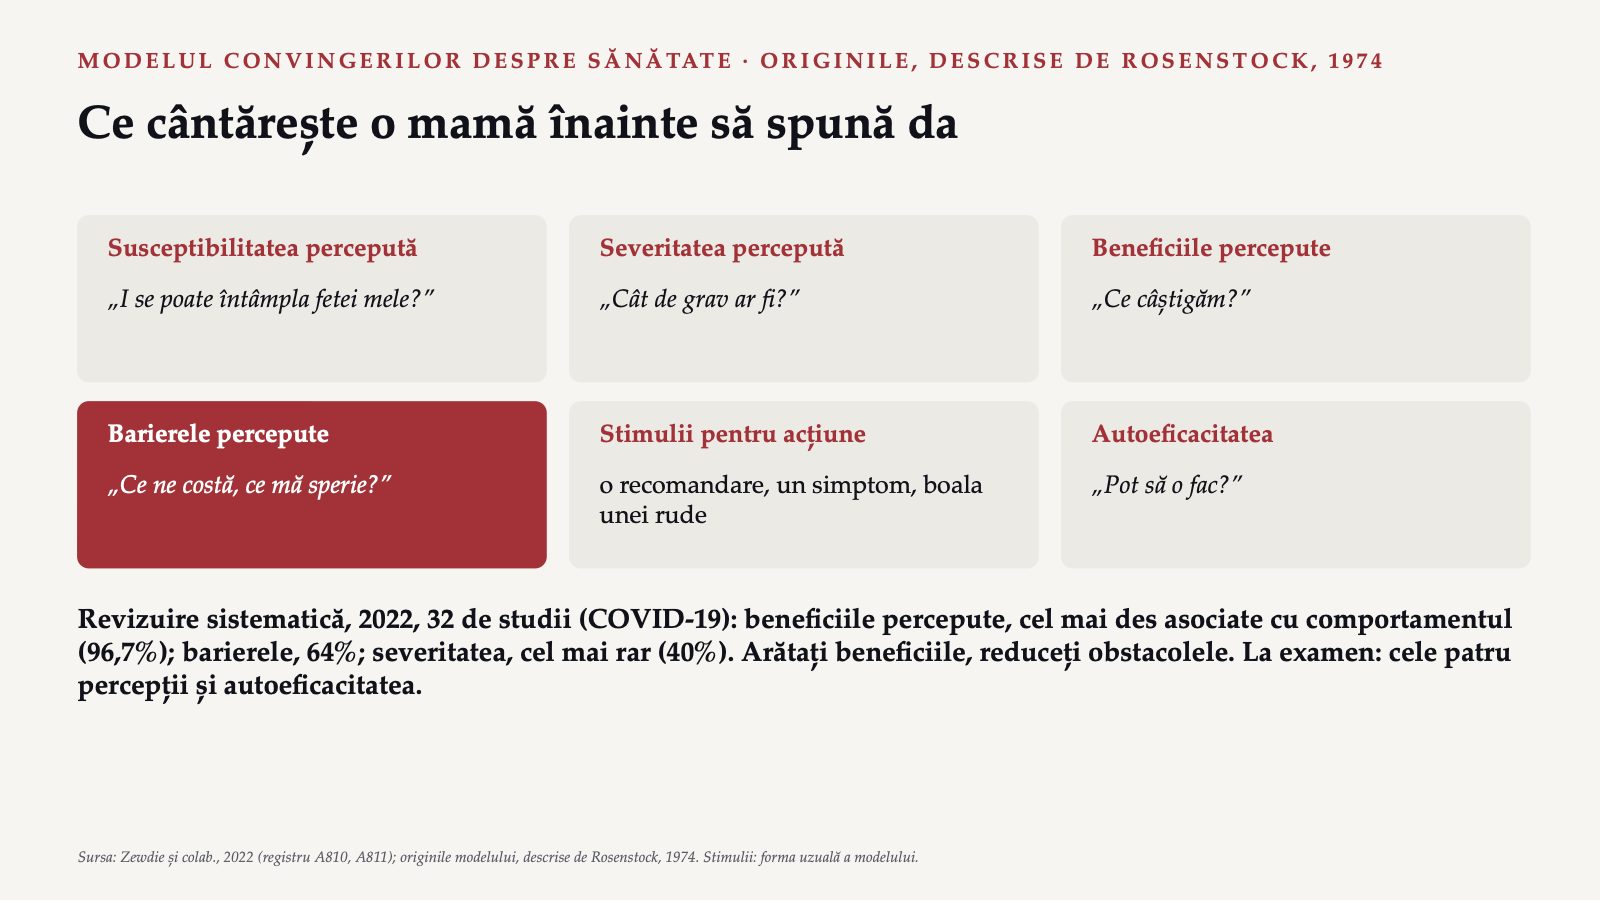 MODELUL CONVINGERILOR DESPRE SĂNĂTATE · ORIGINILE, DESCRISE DE ROSENSTOCK, 1974
Ce cântărește o mamă înainte să spună da
Susceptibilitatea percepută
„I se poate întâmpla fetei mele?”
Severitatea percepută
„Cât de grav ar fi?”
Beneficiile percepute
„Ce câștigăm?”
Barierele percepute
„Ce ne costă, ce mă sperie?”
Stimulii pentru acțiune
o recomandare, un simptom, boala
unei rude
Autoeficacitatea
„Pot să o fac?”
Revizuire sistematică, 2022, 32 de studii (COVID-19): beneficiile percepute, cel mai des asociate cu comportamentul
(96,7%); barierele, 64%; severitatea, cel mai rar (40%). Arătați beneficiile, reduceți obstacolele. La examen: cele patru
percepții și autoeficacitatea.
Sursa: Zewdie și colab., 2022 (registru A810, A811); originile modelului, descrise de Rosenstock, 1974. Stimulii: forma uzuală a modelului.